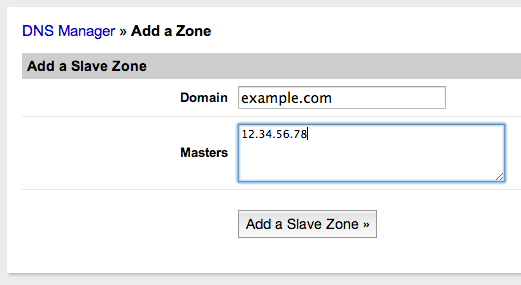 DNS Manager » Add a Zone
Add a Slave Zone
Domain example.com
Masters 12.34.56.78
Add a Slave Zone »